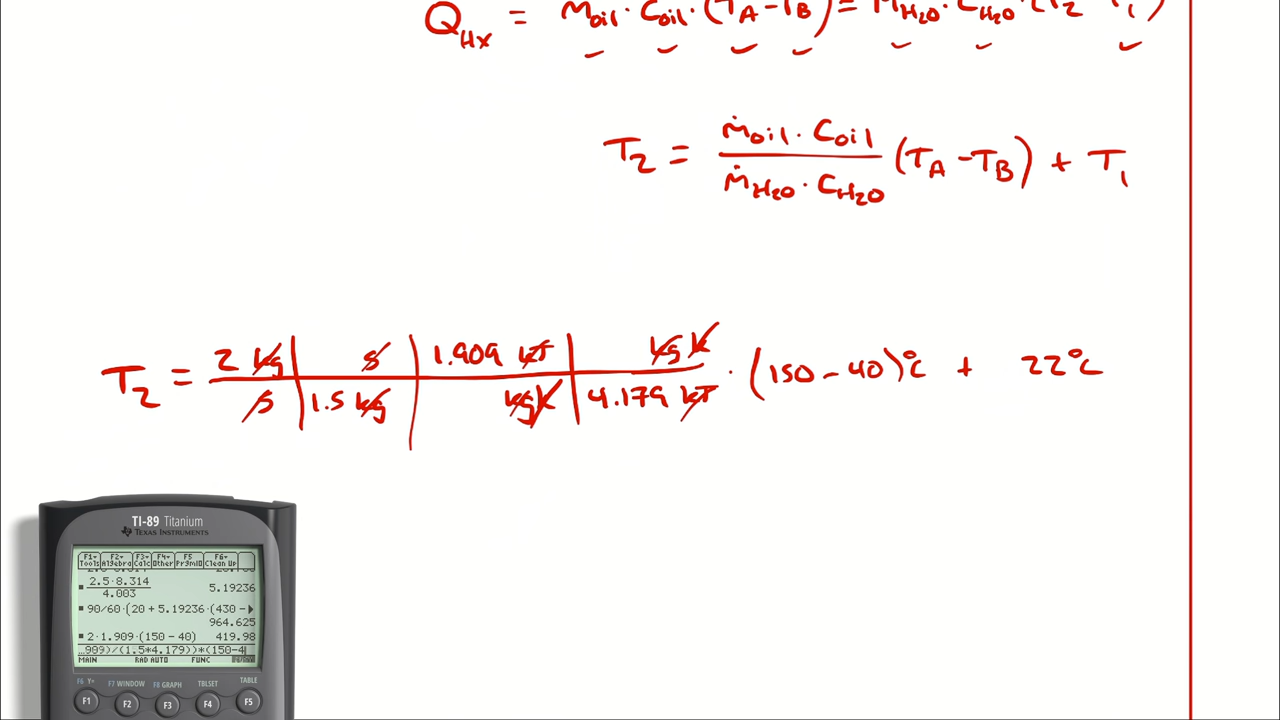 Q_HX = ṁ_oil · C_oil · (T_A - T_B) = ṁ_H2O · C_H2O · (T_2 - T_1)
T_2 = ṁ_oil · C_oil / ṁ_H2O · C_H2O (T_A - T_B) + T_1
T_2 = 2 kg | s | 1.909 kJ | kg K · (150 - 40)°C + 22°C
s | 1.5 kg | kg K | 4.179 kJ
TI-89 Titanium
TEXAS INSTRUMENTS
F1 Tools F2 Algebra F3 Calc F4 Other F5 PrgmIO F6 Clean Up
2.5·8.314
4.003
5.19236
90/60·(20 + 5.19236·(430 -
964.625
2·1.909·(150 - 40) 419.98
…909)/(1.5*4.179))*(150-4
MAIN RAD AUTO FUNC
F6 Y= F7 WINDOW F8 GRAPH TBLSET TABLE
F1 F2 F3 F4 F5